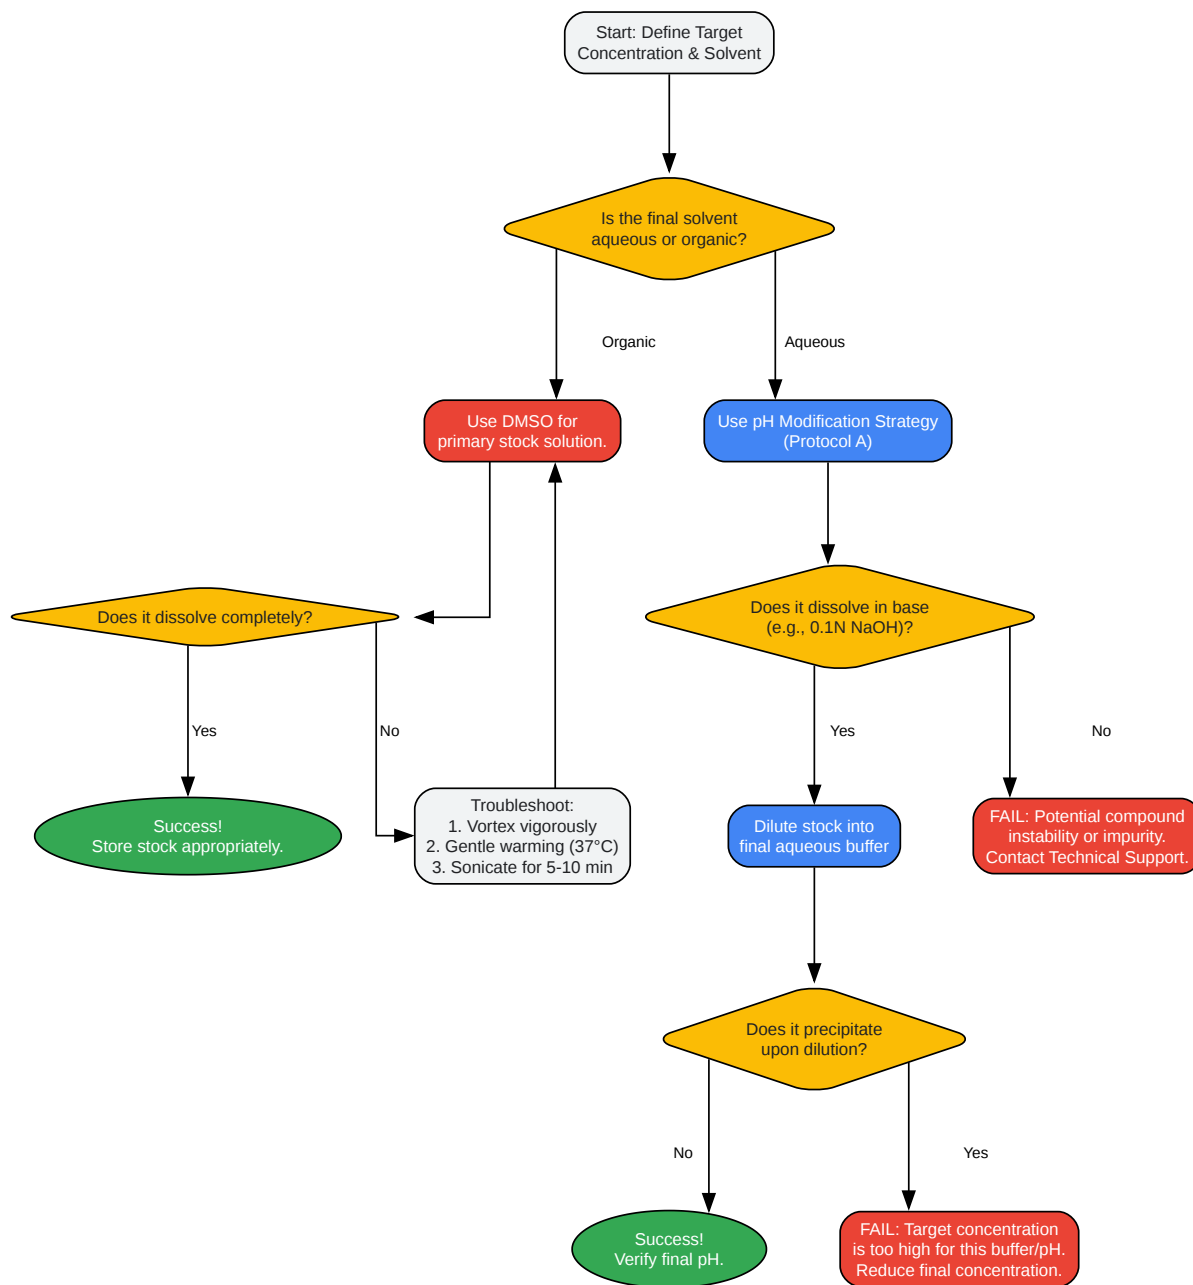 Start: Define Target
Concentration & Solvent
Is the final solvent
aqueous or organic?
Organic
Aqueous
Use DMSO for
primary stock solution.
Use pH Modification Strategy
(Protocol A)
Does it dissolve completely?
Does it dissolve in base
(e.g., 0.1N NaOH)?
Yes
No
Yes
No
Success!
Store stock appropriately.
Troubleshoot:
1. Vortex vigorously
2. Gentle warming (37°C)
3. Sonicate for 5-10 min
Dilute stock into
final aqueous buffer
FAIL: Potential compound
instability or impurity.
Contact Technical Support.
Does it precipitate
upon dilution?
No
Yes
Success!
Verify final pH.
FAIL: Target concentration
is too high for this buffer/pH.
Reduce final concentration.